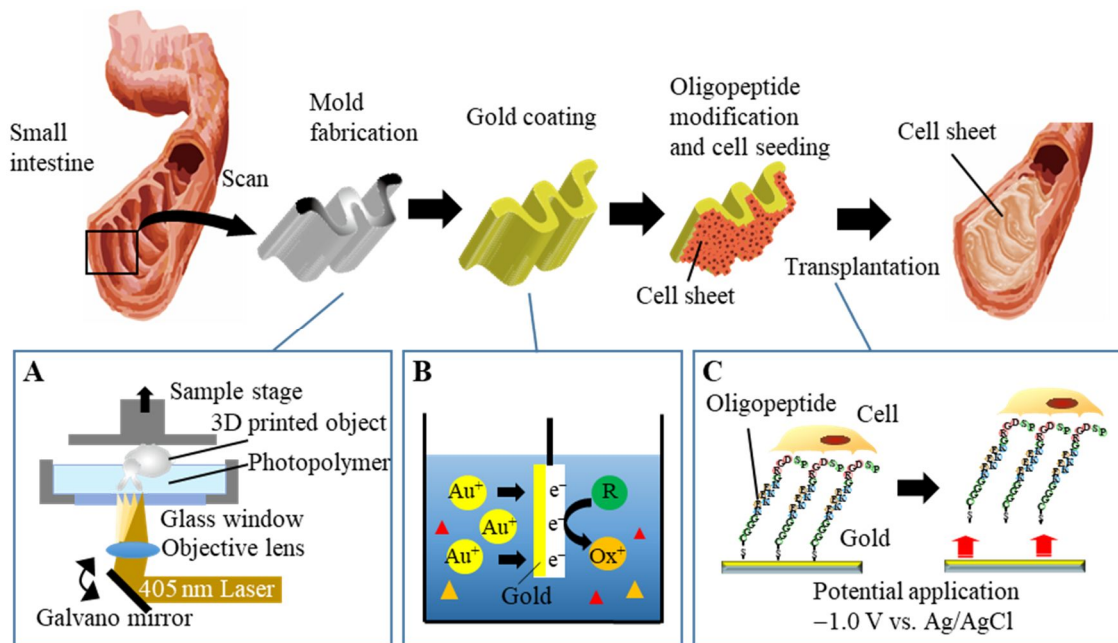 Small
intestine
Scan
Mold
fabrication
Gold coating
Oligopeptide
modification
and cell seeding
Cell sheet
Transplantation
Cell sheet
A
Sample stage
3D printed object
Photopolymer
Glass window
Objective lens
405 nm Laser
Galvano mirror
B
Au⁺
Au⁺
Au⁺
e⁻
e⁻
e⁻
R
Ox⁺
Gold
C
Oligopeptide
Cell
Gold
Potential application
−1.0 V vs. Ag/AgCl